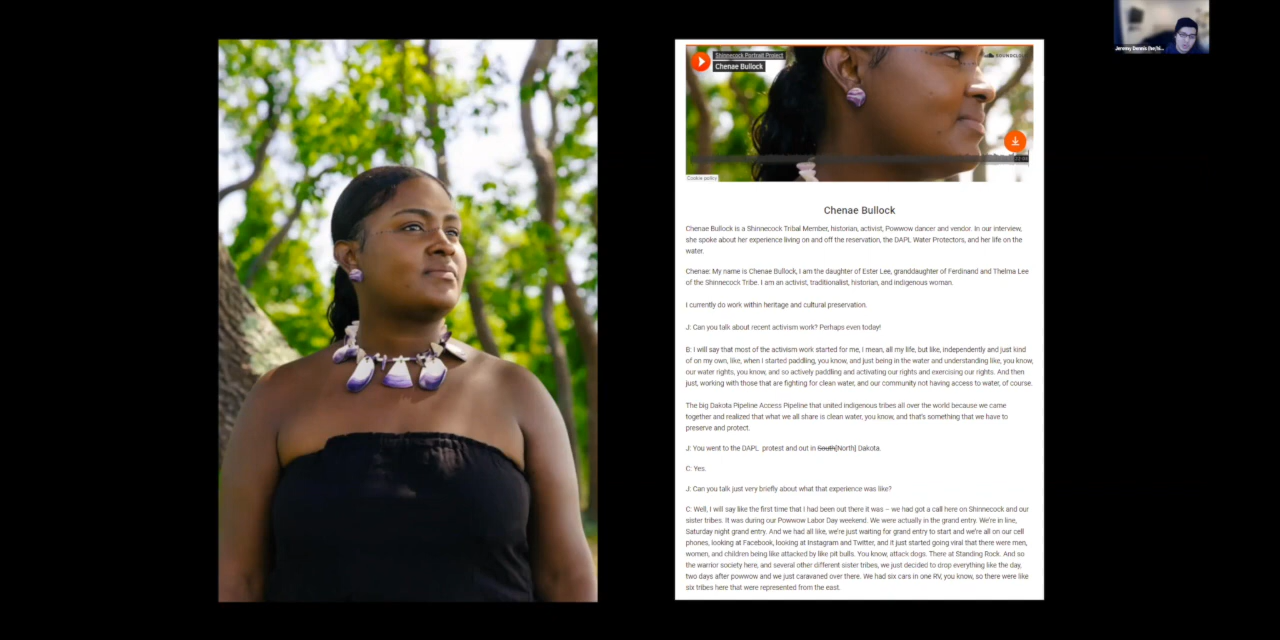 Jeremy Dennis (he/hi...
Shinnecock Portrait Project
SOUNDCLOUD
Chenae Bullock
Cookie policy
Chenae Bullock
Chenae Bullock is a Shinnecock Tribal Member, historian, activist, Powwow dancer and vendor. In our interview,
she spoke about her experience living on and off the reservation, the DAPL Water Protectors, and her life on the
water.
Chenae: My name is Chenae Bullock, I am the daughter of Ester Lee, granddaughter of Ferdinand and Thelma Lee
of the Shinnecock Tribe. I am an activist, traditionalist, historian, and indigenous woman.
I currently do work within heritage and cultural preservation.
J: Can you talk about recent activism work? Perhaps even today!
B: I will say that most of the activism work started for me, I mean, all my life, but like, independently and just kind
of on my own, like, when I started paddling, you know, and just being in the water and understanding like, you know,
our water rights, you know, and so actively paddling and activating our rights and exercising our rights. And then
just, working with those that are fighting for clean water, and our community not having access to water, of course.
The big Dakota Pipeline Access Pipeline that united indigenous tribes all over the world because we came
together and realized that what we all share is clean water, you know, and that's something that we have to
preserve and protect.
J: You went to the DAPL protest and out in South[North] Dakota.
C: Yes.
J: Can you talk just very briefly about what that experience was like?
C: Well, I will say like the first time that I had been out there it was – we had got a call here on Shinnecock and our
sister tribes. It was during our Powwow Labor Day weekend. We were actually in the grand entry. We're in line,
Saturday night grand entry. And we had all like, we're just waiting for grand entry to start and we're all on our cell
phones, looking at Facebook, looking at Instagram and Twitter, and it just started going viral that there were men,
women, and children being like attacked by like pit bulls. You know, attack dogs. There at Standing Rock. And so
the warrior society here, and several other different sister tribes, we just decided to drop everything like the day,
two days after powwow and we just caravaned over there. We had six cars in one RV, you know, so there were like
six tribes here that were represented from the east.